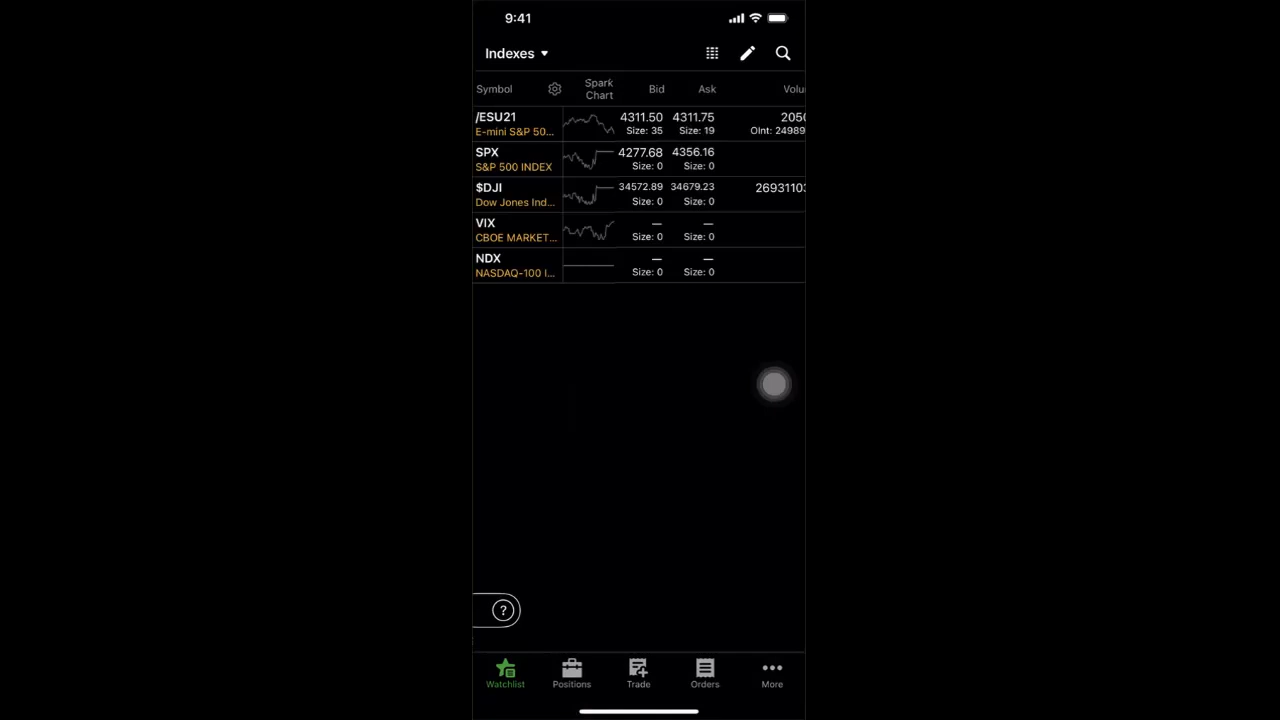 9:41
Indexes
Symbol Spark Chart Bid Ask Volu
/ESU21 4311.50 4311.75 2050
E-mini S&P 50... Size: 35 Size: 19 OInt: 24989
SPX 4277.68 4356.16
S&P 500 INDEX Size: 0 Size: 0
$DJI 34572.89 34679.23 26931103
Dow Jones Ind... Size: 0 Size: 0
VIX — —
CBOE MARKET... Size: 0 Size: 0
NDX — —
NASDAQ-100 I... Size: 0 Size: 0
?
Watchlist Positions Trade Orders More